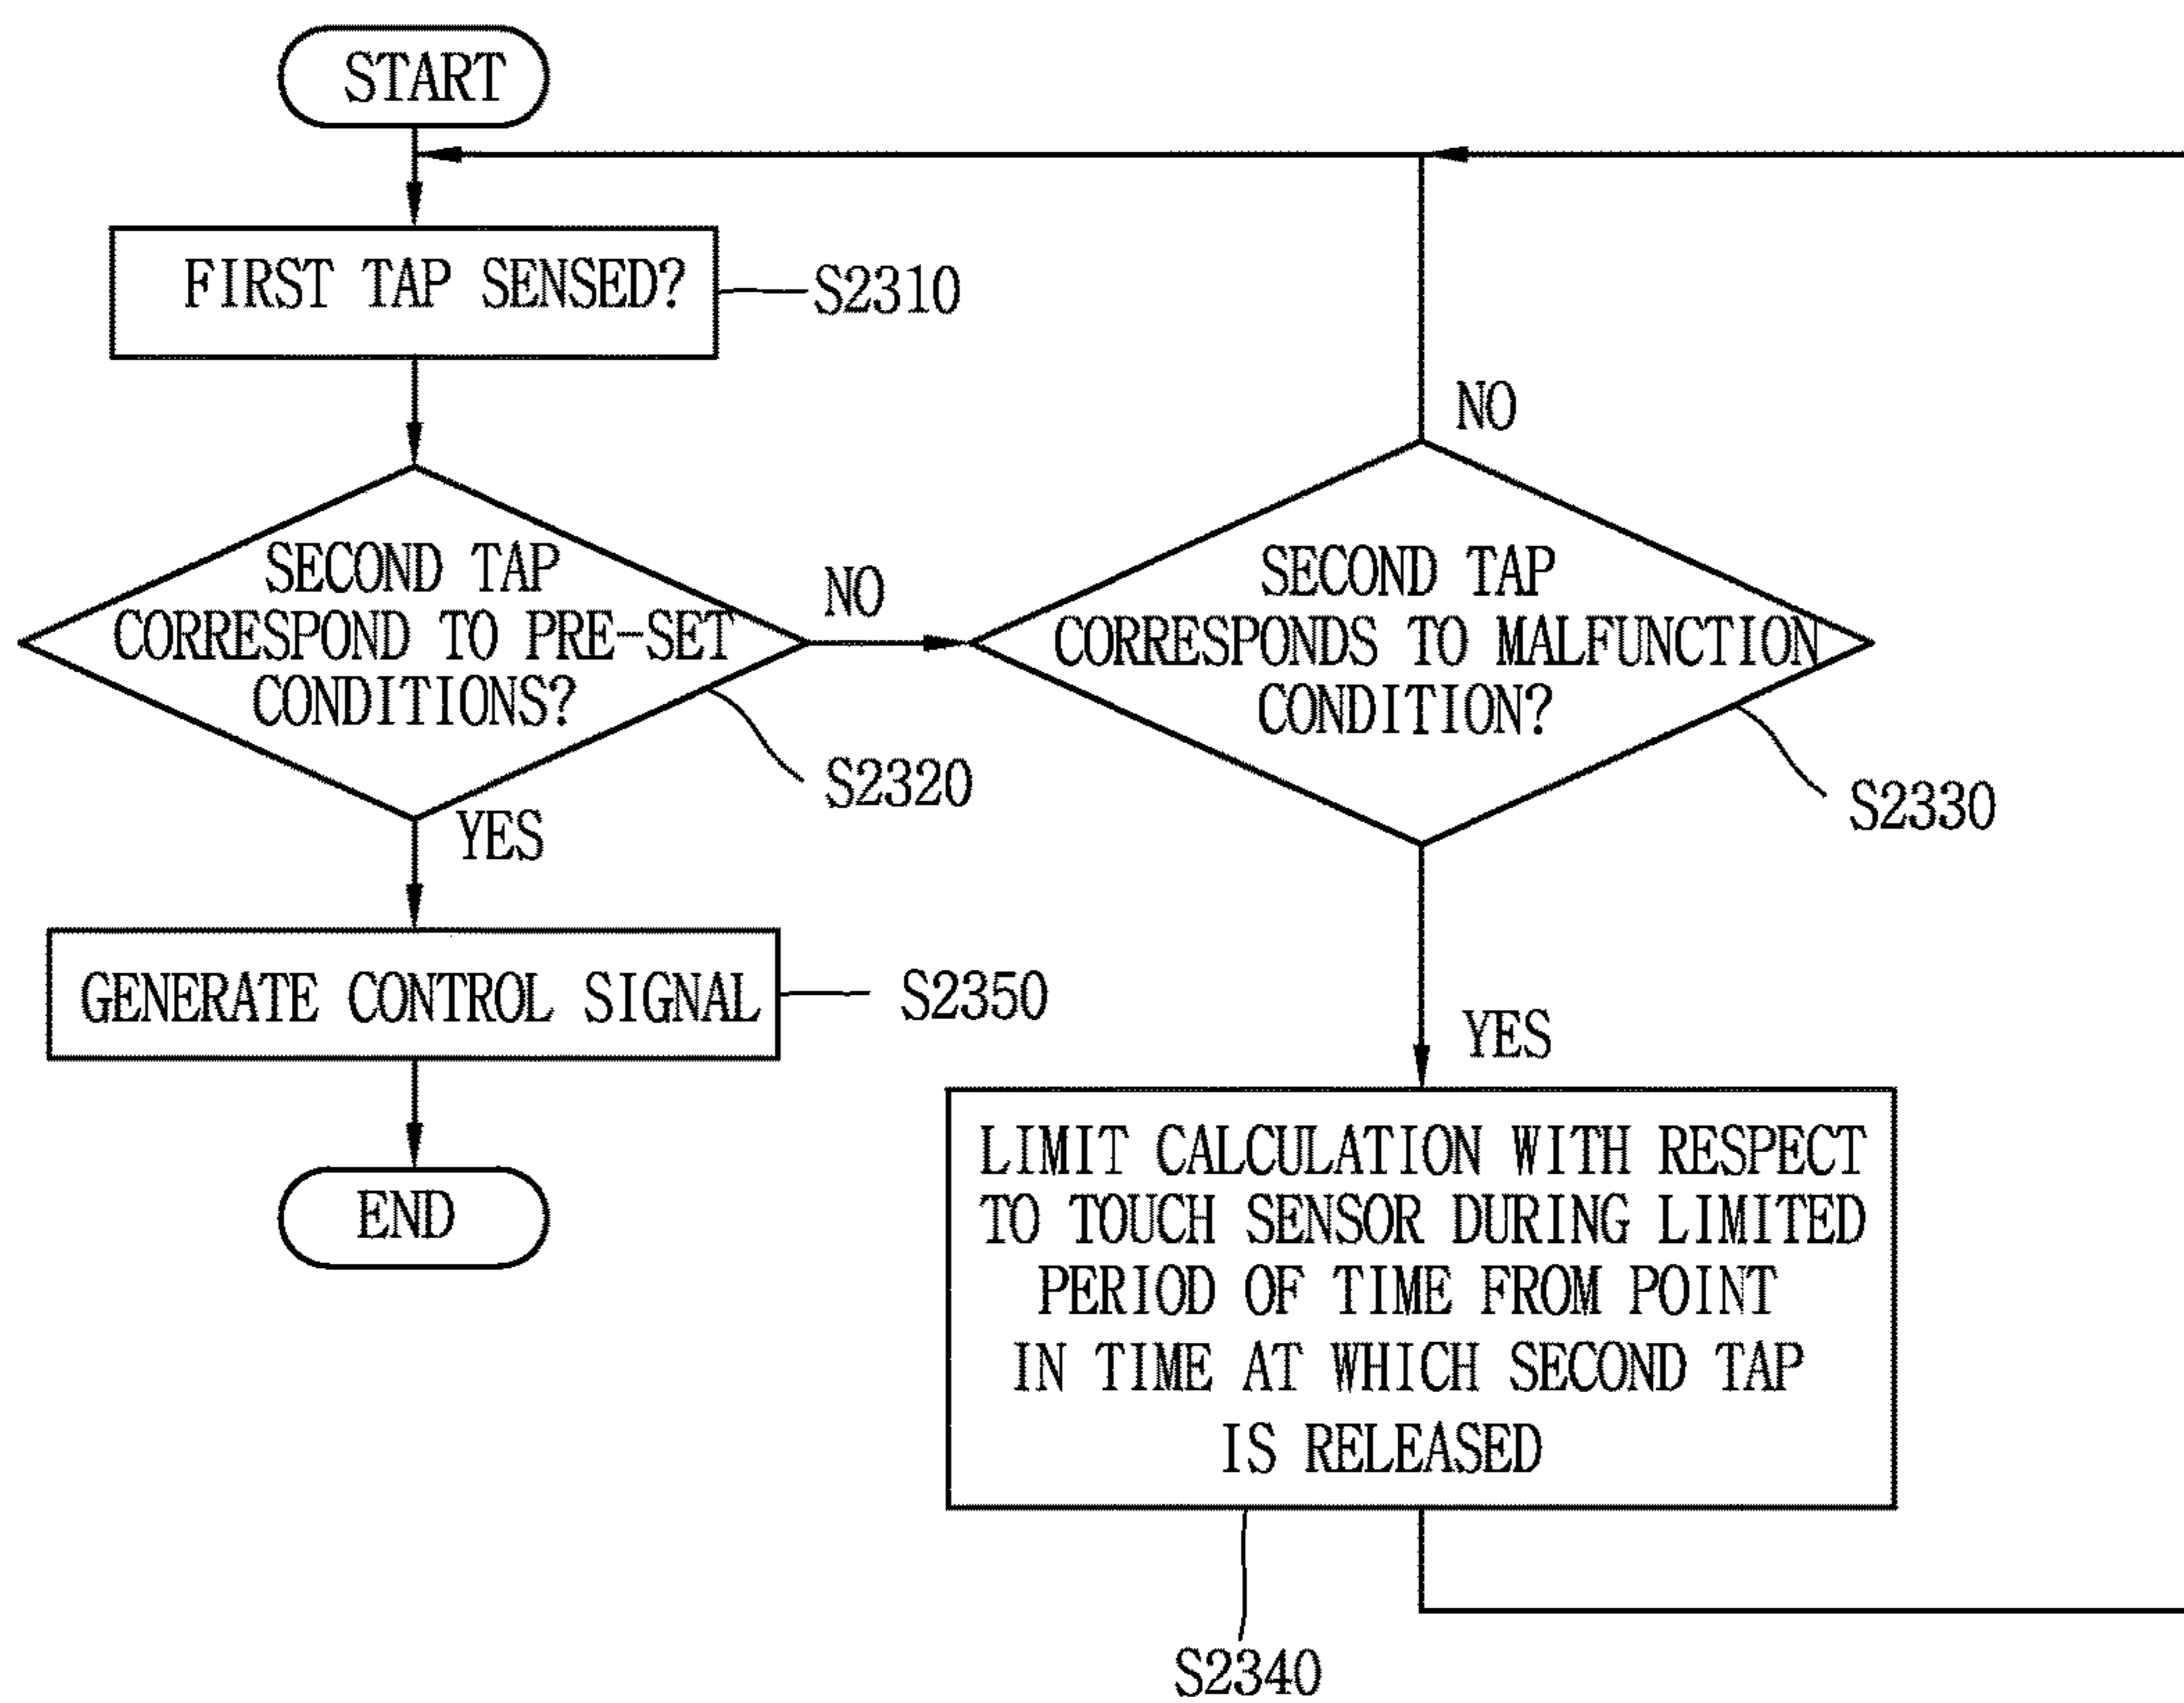 START
FIRST TAP SENSED?
S2310
SECOND TAP
CORRESPOND TO PRE-SET
CONDITIONS?
S2320
NO
YES
SECOND TAP
CORRESPONDS TO MALFUNCTION
CONDITION?
S2330
NO
YES
GENERATE CONTROL SIGNAL
S2350
END
LIMIT CALCULATION WITH RESPECT
TO TOUCH SENSOR DURING LIMITED
PERIOD OF TIME FROM POINT
IN TIME AT WHICH SECOND TAP
IS RELEASED
S2340